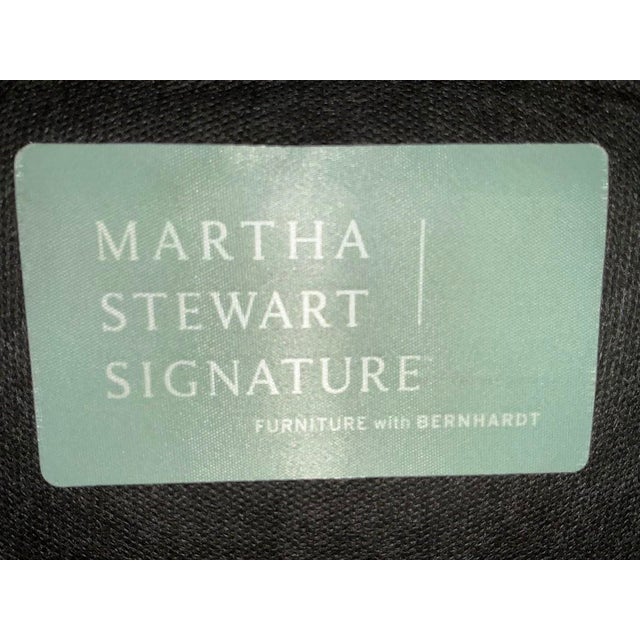 MARTHA
STEWART
SIGNATURE™
FURNITURE with BERNHARDT